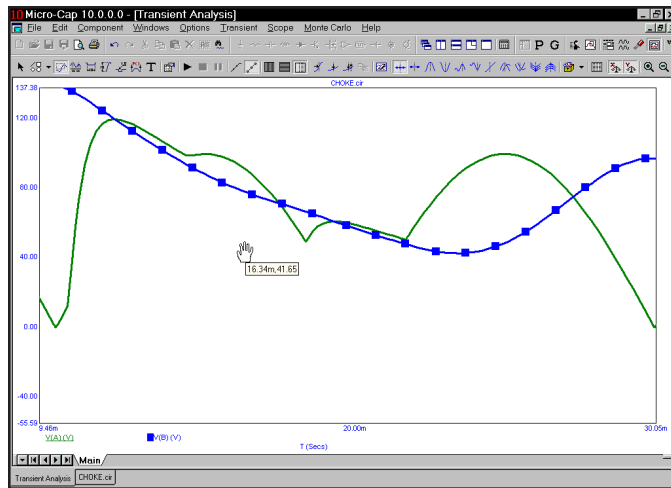 10 Micro-Cap 10.0.0.0 - [Transient Analysis]
File Edit Component Windows Options Transient Scope Monte Carlo Help
P G
T
CHOKE.cir
137.38
120.00
80.00
40.00
16.34m,41.65
0.00
-40.00
-55.59
9.46m 20.00m 30.05m
V(A) (V) V(B) (V)
T (Secs)
Main
Transient Analysis CHOKE.cir